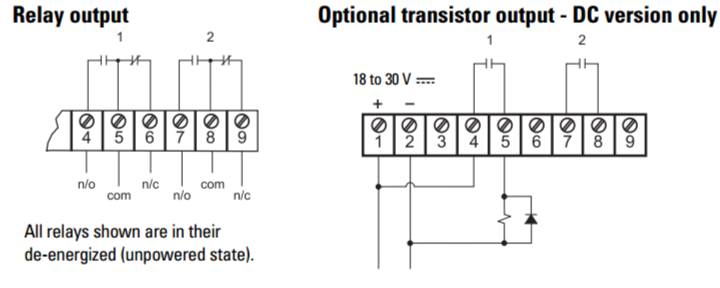 Relay output
1 2
4 5 6 7 8 9
n/o com n/c n/o com n/c
All relays shown are in their
de-energized (unpowered state).
Optional transistor output - DC version only
1 2
18 to 30 V ⎓
+ −
1 2 3 4 5 6 7 8 9